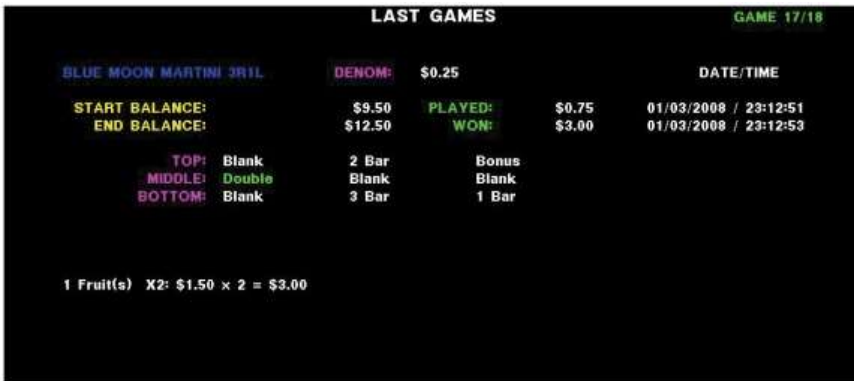 LAST GAMES GAME 17/18
BLUE MOON MARTINI 3R1L DENOM: $0.25 DATE/TIME
START BALANCE: $9.50 PLAYED: $0.75 01/03/2008 / 23:12:51
END BALANCE: $12.50 WON: $3.00 01/03/2008 / 23:12:53
TOP: Blank 2 Bar Bonus
MIDDLE: Double Blank Blank
BOTTOM: Blank 3 Bar 1 Bar
1 Fruit(s) X2: $1.50 × 2 = $3.00